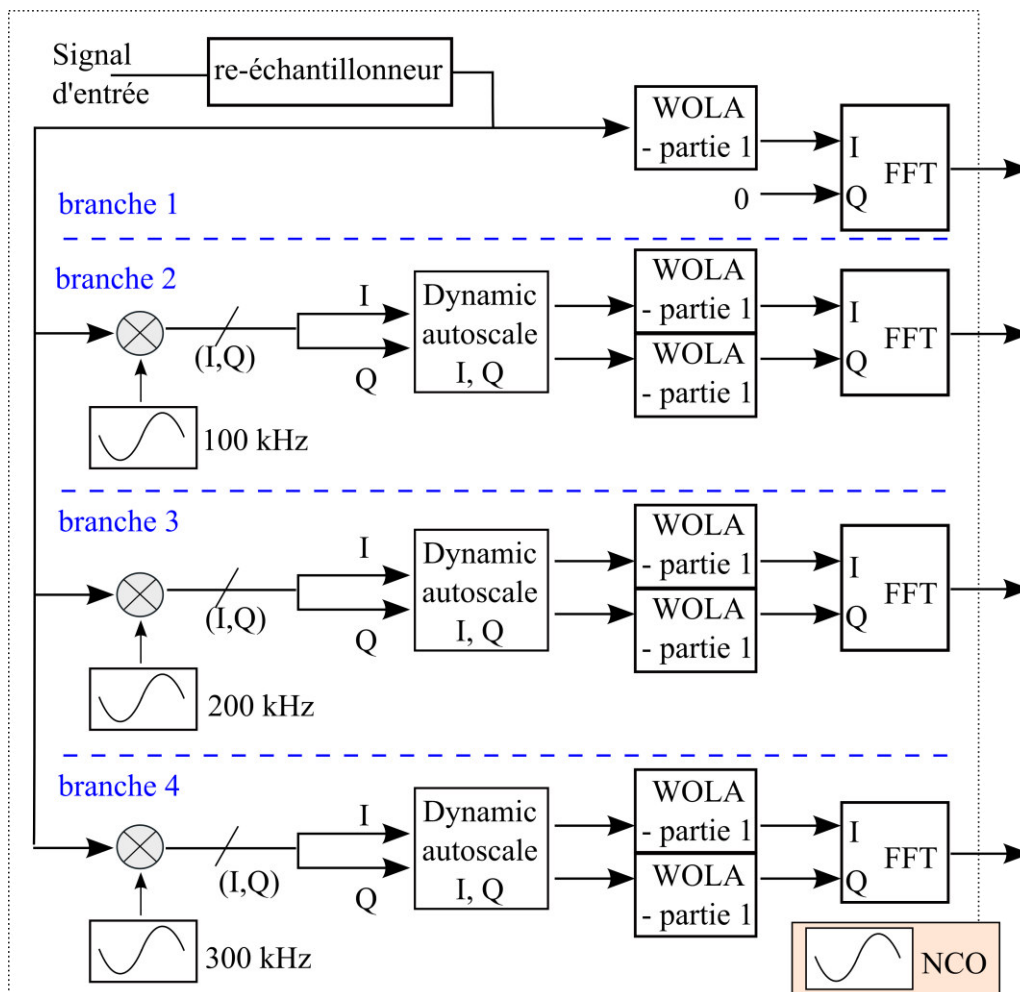 Signal
d'entrée
re-échantillonneur
WOLA
- partie 1
I
Q
FFT
0
branche 1
branche 2
I
(I,Q)
Q
Dynamic
autoscale
I, Q
WOLA
- partie 1
WOLA
- partie 1
I
Q
FFT
100 kHz
branche 3
I
(I,Q)
Q
Dynamic
autoscale
I, Q
WOLA
- partie 1
WOLA
- partie 1
I
Q
FFT
200 kHz
branche 4
I
(I,Q)
Q
Dynamic
autoscale
I, Q
WOLA
- partie 1
WOLA
- partie 1
I
Q
FFT
300 kHz
NCO